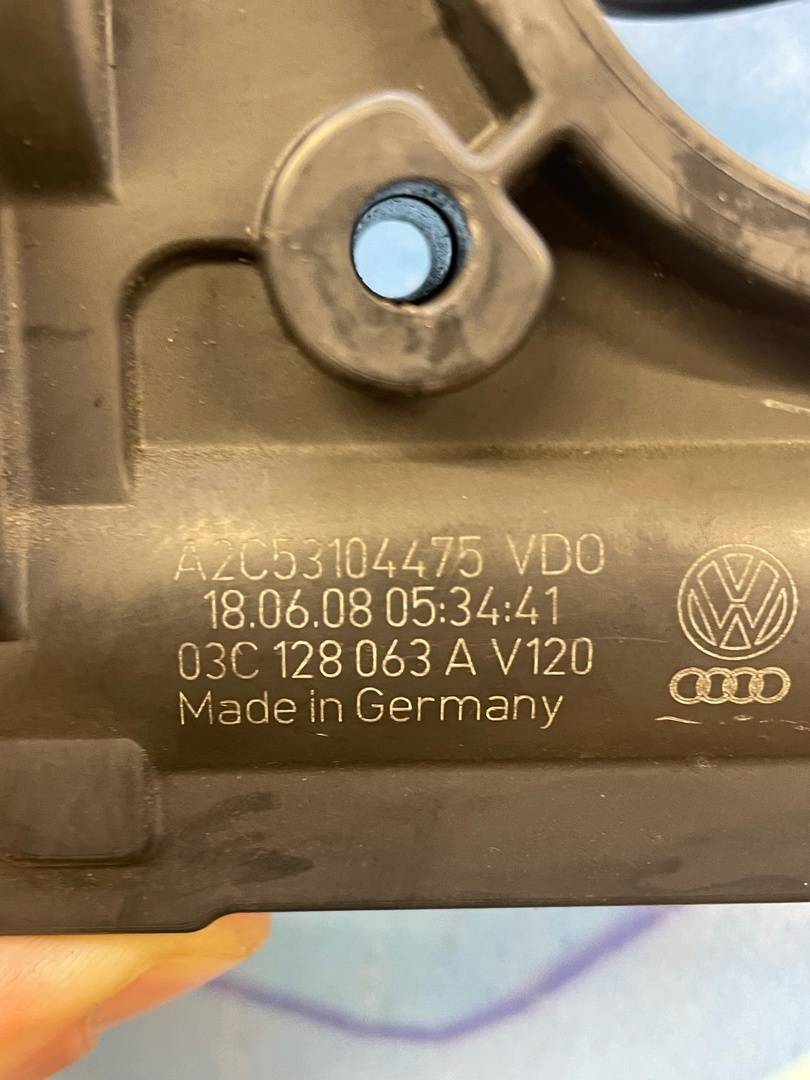 A2C53104475 VDO
18.06.08 05:34:41
03C 128 063 A V120
Made in Germany